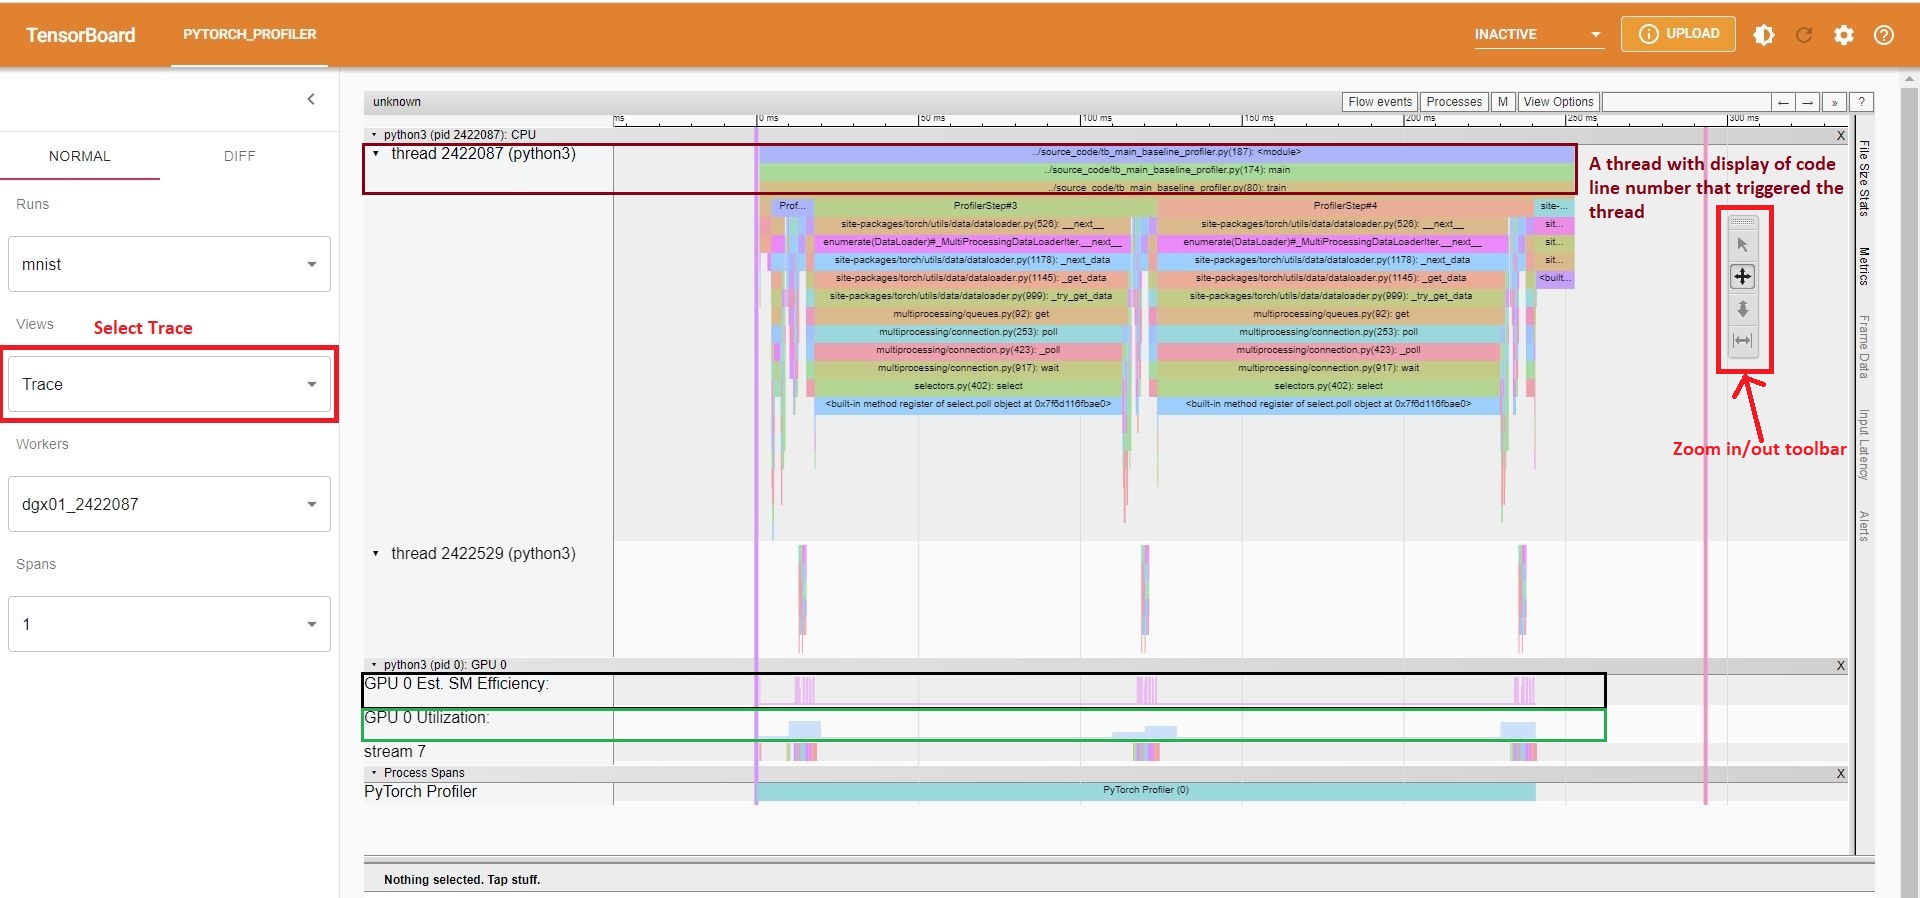 TensorBoard
PYTORCH_PROFILER
INACTIVE
UPLOAD
NORMAL
DIFF
Runs
mnist
Views
Select Trace
Trace
Workers
dgx01_2422087
Spans
1
unknown
Flow events
Processes
M
View Options
←
→
»
?
ms
0 ms
50 ms
100 ms
150 ms
200 ms
250 ms
300 ms
python3 (pid 2422087): CPU
X
thread 2422087 (python3)
../source_code/tb_main_baseline_profiler.py(187): <module>
../source_code/tb_main_baseline_profiler.py(174): main
../source_code/tb_main_baseline_profiler.py(80): train
A thread with display of code
line number that triggered the
thread
Prof...
ProfilerStep#3
ProfilerStep#4
site-...
site-packages/torch/utils/data/dataloader.py(526): __next__
site-packages/torch/utils/data/dataloader.py(526): __next__
sit...
enumerate(DataLoader)#_MultiProcessingDataLoaderIter.__next__
enumerate(DataLoader)#_MultiProcessingDataLoaderIter.__next__
sit...
site-packages/torch/utils/data/dataloader.py(1178): _next_data
site-packages/torch/utils/data/dataloader.py(1178): _next_data
sit...
site-packages/torch/utils/data/dataloader.py(1145): _get_data
site-packages/torch/utils/data/dataloader.py(1145): _get_data
<built...
site-packages/torch/utils/data/dataloader.py(999): _try_get_data
site-packages/torch/utils/data/dataloader.py(999): _try_get_data
multiprocessing/queues.py(92): get
multiprocessing/queues.py(92): get
multiprocessing/connection.py(253): poll
multiprocessing/connection.py(253): poll
multiprocessing/connection.py(423): _poll
multiprocessing/connection.py(423): _poll
multiprocessing/connection.py(917): wait
multiprocessing/connection.py(917): wait
selectors.py(402): select
selectors.py(402): select
<built-in method register of select.poll object at 0x7f6d116fbae0>
<built-in method register of select.poll object at 0x7f6d116fbae0>
Zoom in/out toolbar
File Size Stats
Metrics
Frame Data
Input Latency
Alerts
thread 2422529 (python3)
python3 (pid 0): GPU 0
X
GPU 0 Est. SM Efficiency:
GPU 0 Utilization:
stream 7
Process Spans
X
PyTorch Profiler
PyTorch Profiler (0)
Nothing selected. Tap stuff.